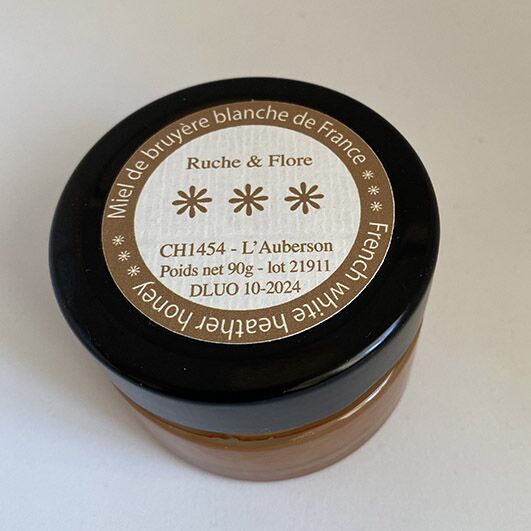 Miel de bruyère blanche de France
Ruche & Flore
CH1454 - L'Auberson
Poids net 90g - lot 21911
DLUO 10-2024
French white heather honey